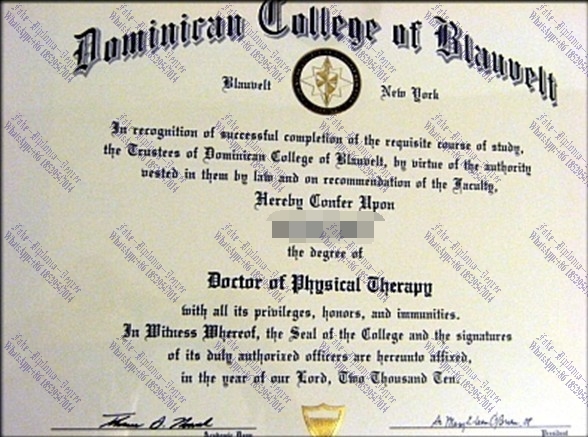 Dominican College of Blauvelt
Blauvelt
New York
In recognition of successful completion of the requisite course of study,
the Trustees of Dominican College of Blauvelt, by virtue of the authority
vested in them by law and on recommendation of the Faculty,
Hereby Confer Upon
the degree of
Doctor of Physical Therapy
with all its privileges, honors, and immunities.
In Witness Whereof, the Seal of the College and the signatures
of its duly authorized officers are hereunto affixed,
in the year of our Lord, Two Thousand Ten.
Academic Dean
President